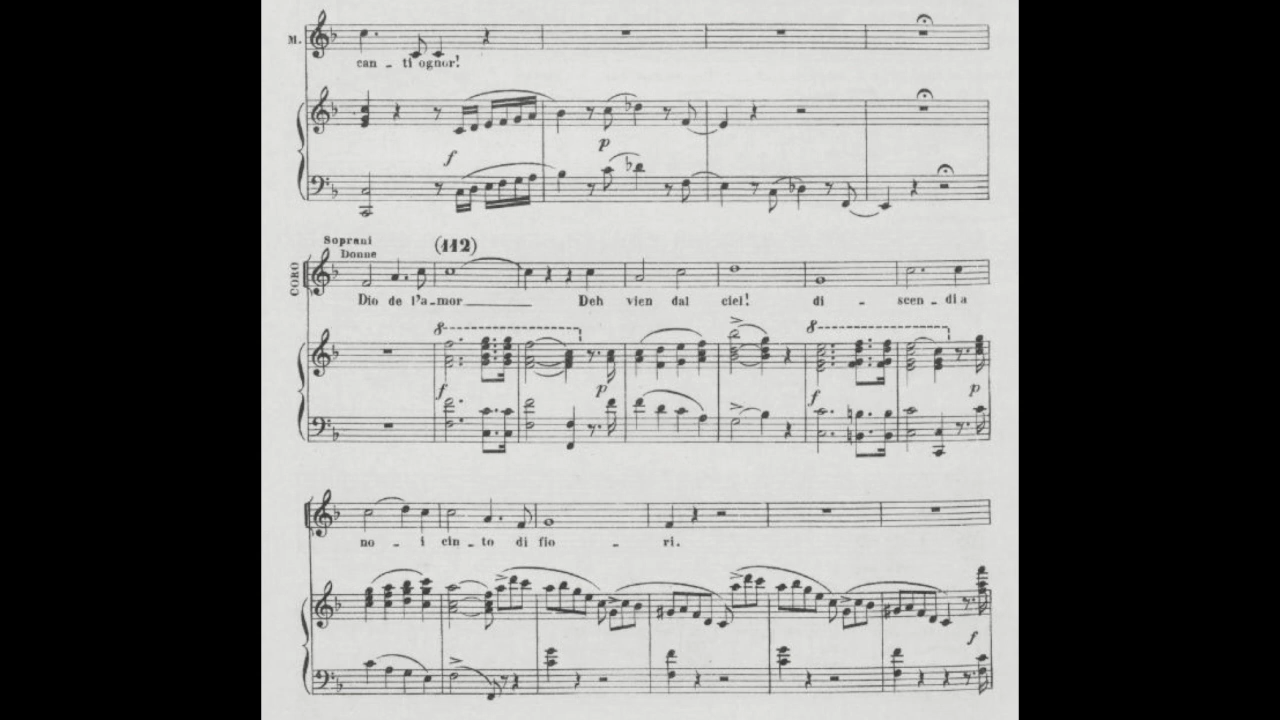 M.
can - ti ognor!
f
p
Soprani
Donne
(112)
CORO
Dio de l'a-mor Deh vien dal ciel! di - scen - di a
8
8
f
p
f
p
no - i cin - to di fio - ri.
f